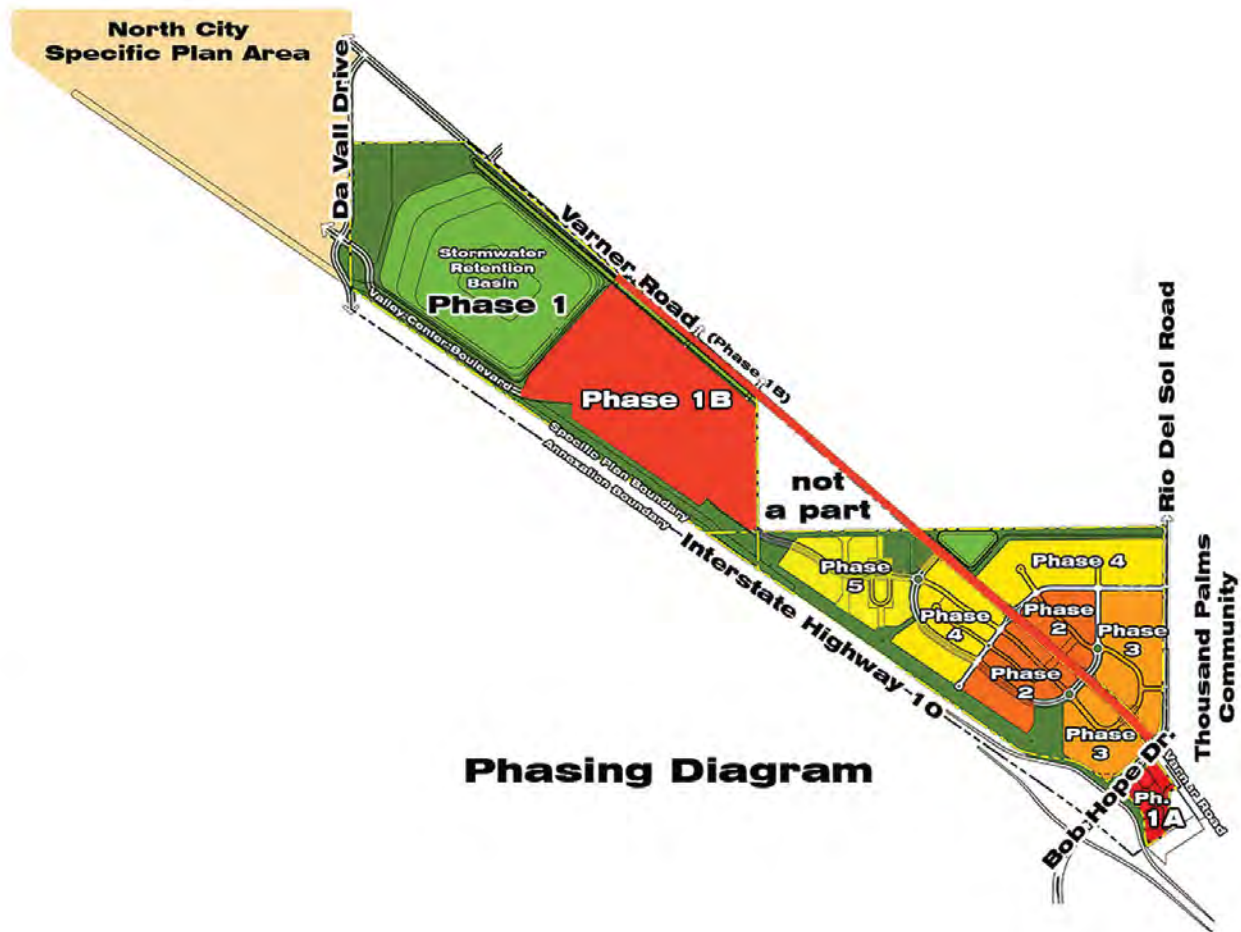 North City
Specific Plan Area
Da Vall Drive
Varner Road
(Phase 1B)
Stormwater
Retention
Basin
Phase 1
Valley Center Boulevard
Phase 1B
Specific Plan Boundary
Annexation Boundary
Interstate Highway 10
not
a part
Rio Del Sol Road
Thousand Palms
Community
Phase
5
Phase 4
Phase
4
Phase
2
Phase
3
Phase
2
Phase
3
Bob Hope Dr.
Varner Road
Ph.
1A
Phasing Diagram